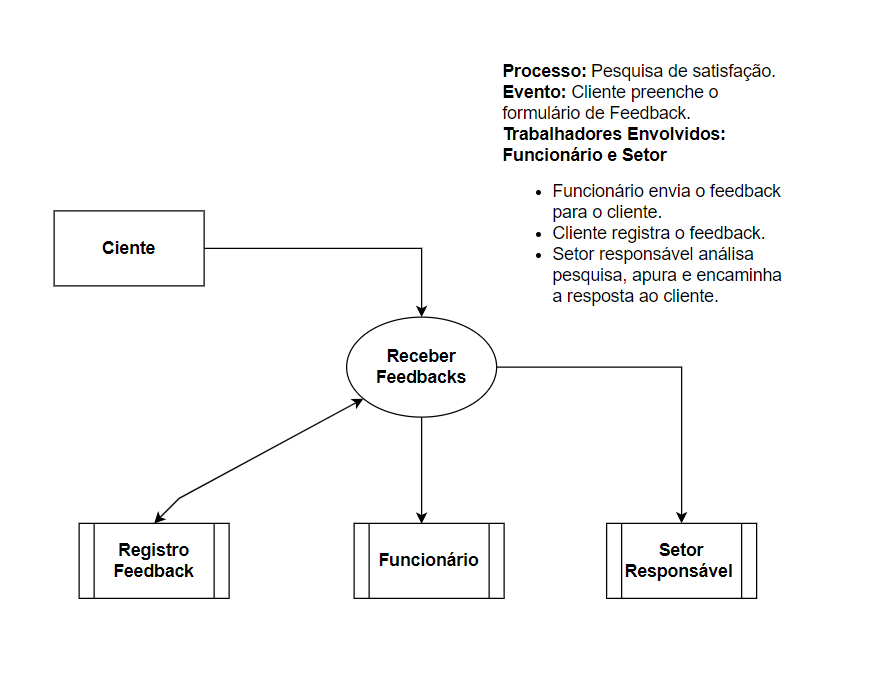 Processo: Pesquisa de satisfação.
Evento: Cliente preenche o
formulário de Feedback.
Trabalhadores Envolvidos:
Funcionário e Setor
• Funcionário envia o feedback
para o cliente.
• Cliente registra o feedback.
• Setor responsável análisa
pesquisa, apura e encaminha
a resposta ao cliente.
Ciente
Receber
Feedbacks
Registro
Feedback
Funcionário
Setor
Responsável